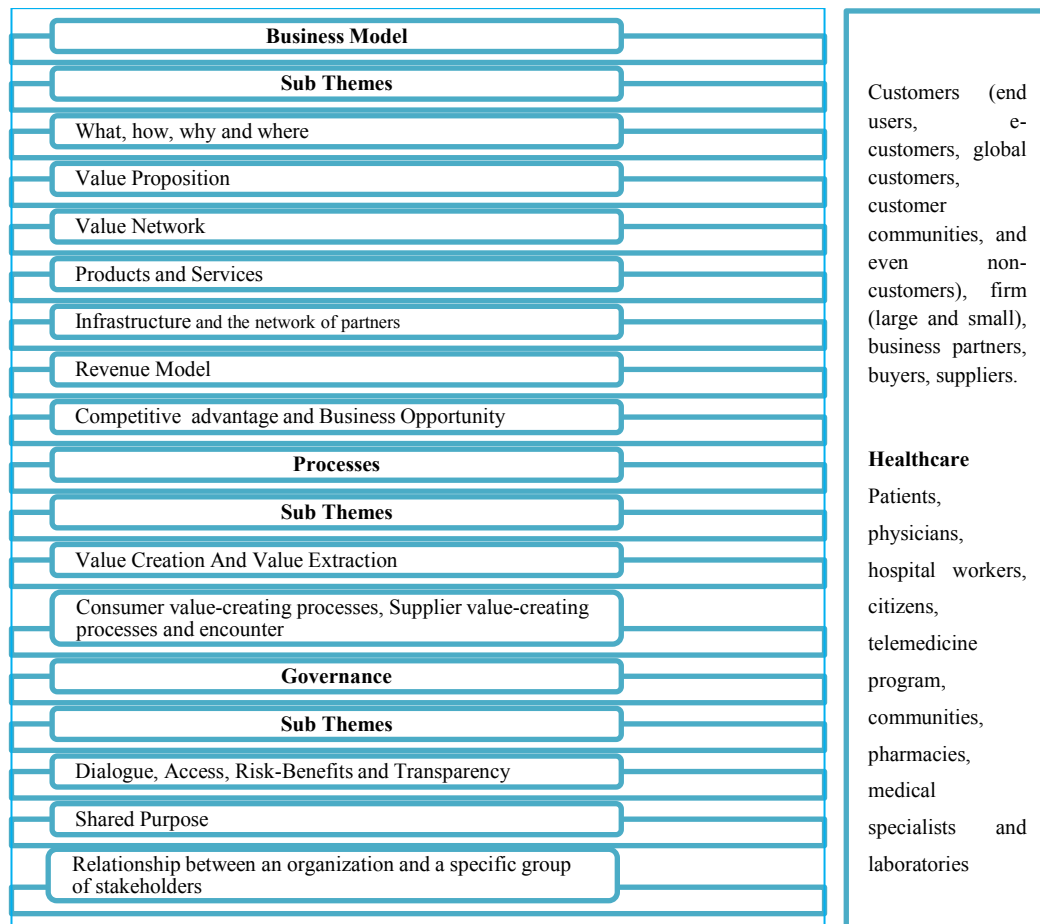 Business Model
Sub Themes
What, how, why and where
Value Proposition
Value Network
Products and Services
Infrastructure and the network of partners
Revenue Model
Competitive advantage and Business Opportunity
Processes
Sub Themes
Value Creation And Value Extraction
Consumer value-creating processes, Supplier value-creating
processes and encounter
Governance
Sub Themes
Dialogue, Access, Risk-Benefits and Transparency
Shared Purpose
Relationship between an organization and a specific group
of stakeholders
Customers (end
users, e-
customers, global
customers,
customer
communities, and
even non-
customers), firm
(large and small),
business partners,
buyers, suppliers.
Healthcare
Patients,
physicians,
hospital workers,
citizens,
telemedicine
program,
communities,
pharmacies,
medical
specialists and
laboratories